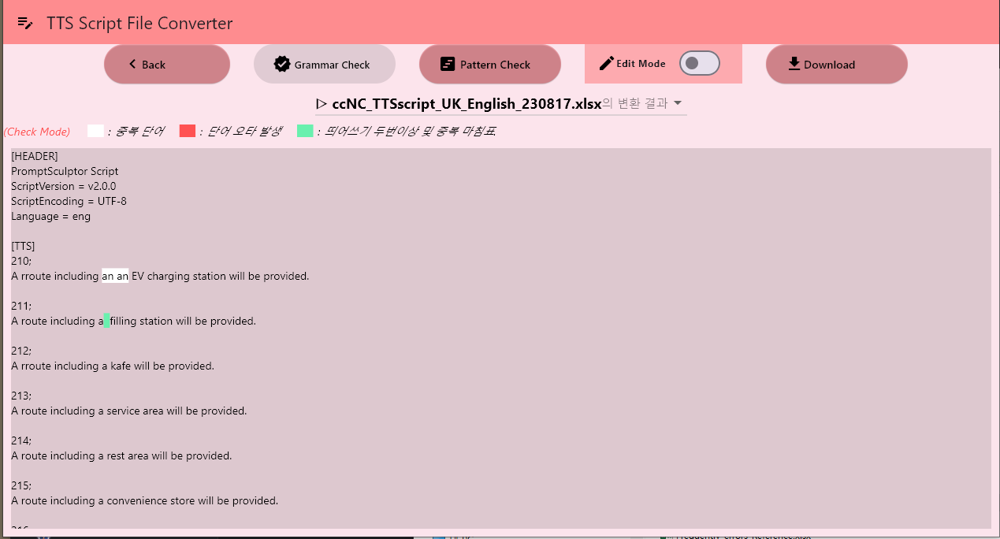 TTS Script File Converter
Back
Grammar Check
Pattern Check
Edit Mode
Download
ccNC_TTSscript_UK_English_230817.xlsx의 변환 결과
(Check Mode) : 중복 단어 : 단어 오타 발생 : 띄어쓰기 두번이상 및 중복 마침표.
[HEADER]
PromptSculptor Script
ScriptVersion = v2.0.0
ScriptEncoding = UTF-8
Language = eng
[TTS]
210;
A rroute including an an EV charging station will be provided.
211;
A route including a  filling station will be provided.
212;
A rroute including a kafe will be provided.
213;
A route including a service area will be provided.
214;
A route including a rest area will be provided.
215;
A route including a convenience store will be provided.